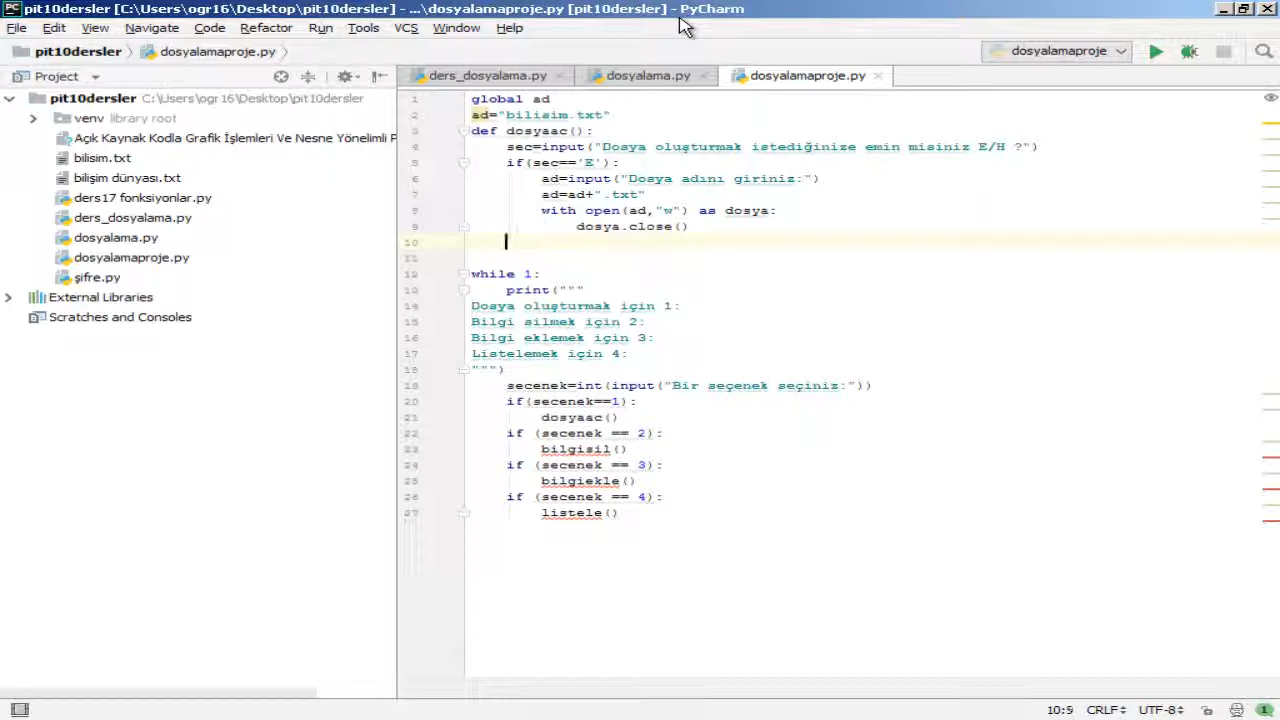 pit10dersler [C:\Users\ogr16\Desktop\pit10dersler] - ...\dosyalamaproje.py [pit10dersler] - PyCharm
File Edit View Navigate Code Refactor Run Tools VCS Window Help
pit10dersler dosyalamaproje.py dosyalamaproje
Project ders_dosyalama.py dosyalama.py dosyalamaproje.py
pit10dersler C:\Users\ogr16\Desktop\pit10dersler
venv library root
Açık Kaynak Kodla Grafik İşlemleri Ve Nesne Yönelimli P
bilisim.txt
bilişim dünyası.txt
ders17 fonksiyonlar.py
ders_dosyalama.py
dosyalama.py
dosyalamaproje.py
şifre.py
External Libraries
Scratches and Consoles
1 global ad
2 ad="bilisim.txt"
3 def dosyaac():
4 sec=input("Dosya oluşturmak istediğinize emin misiniz E/H ?")
5 if(sec=='E'):
6 ad=input("Dosya adını giriniz:")
7 ad=ad+".txt"
8 with open(ad,"w") as dosya:
9 dosya.close()
10
11
12 while 1:
13 print("""
14 Dosya oluşturmak için 1:
15 Bilgi silmek için 2:
16 Bilgi eklemek için 3:
17 Listelemek için 4:
18 """)
19 secenek=int(input("Bir seçenek seçiniz:"))
20 if(secenek==1):
21 dosyaac()
22 if (secenek == 2):
23 bilgisil()
24 if (secenek == 3):
25 bilgiekle()
26 if (secenek == 4):
27 listele()
10:5 CRLF UTF-8 1